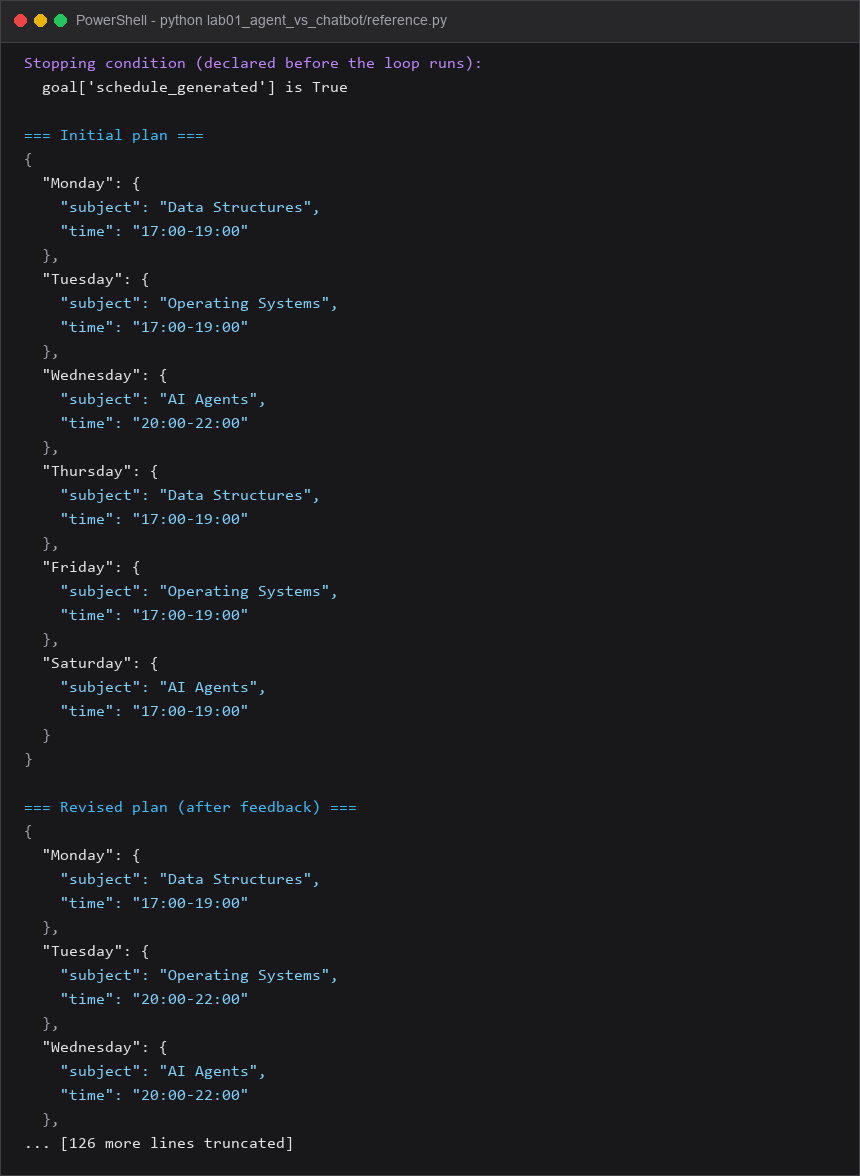 PowerShell - python lab01_agent_vs_chatbot/reference.py
Stopping condition (declared before the loop runs):
  goal['schedule_generated'] is True

=== Initial plan ===
{
  "Monday": {
    "subject": "Data Structures",
    "time": "17:00-19:00"
  },
  "Tuesday": {
    "subject": "Operating Systems",
    "time": "17:00-19:00"
  },
  "Wednesday": {
    "subject": "AI Agents",
    "time": "20:00-22:00"
  },
  "Thursday": {
    "subject": "Data Structures",
    "time": "17:00-19:00"
  },
  "Friday": {
    "subject": "Operating Systems",
    "time": "17:00-19:00"
  },
  "Saturday": {
    "subject": "AI Agents",
    "time": "17:00-19:00"
  }
}

=== Revised plan (after feedback) ===
{
  "Monday": {
    "subject": "Data Structures",
    "time": "17:00-19:00"
  },
  "Tuesday": {
    "subject": "Operating Systems",
    "time": "20:00-22:00"
  },
  "Wednesday": {
    "subject": "AI Agents",
    "time": "20:00-22:00"
  },
... [126 more lines truncated]